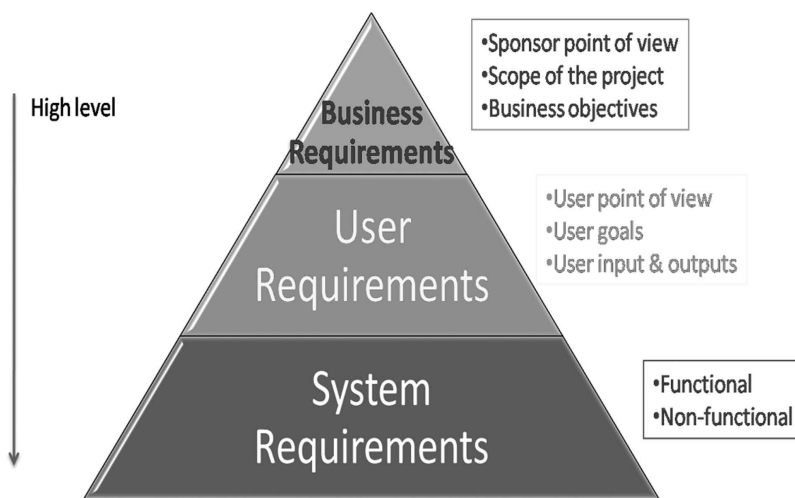 High level
Business
Requirements
•Sponsor point of view
•Scope of the project
•Business objectives
User
Requirements
•User point of view
•User goals
•User input & outputs
System
Requirements
•Functional
•Non-functional